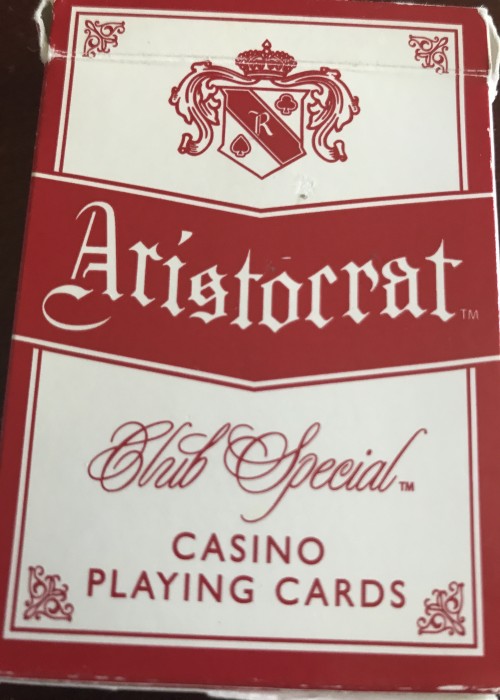 R
Aristocrat™
Club Special™
CASINO
PLAYING CARDS